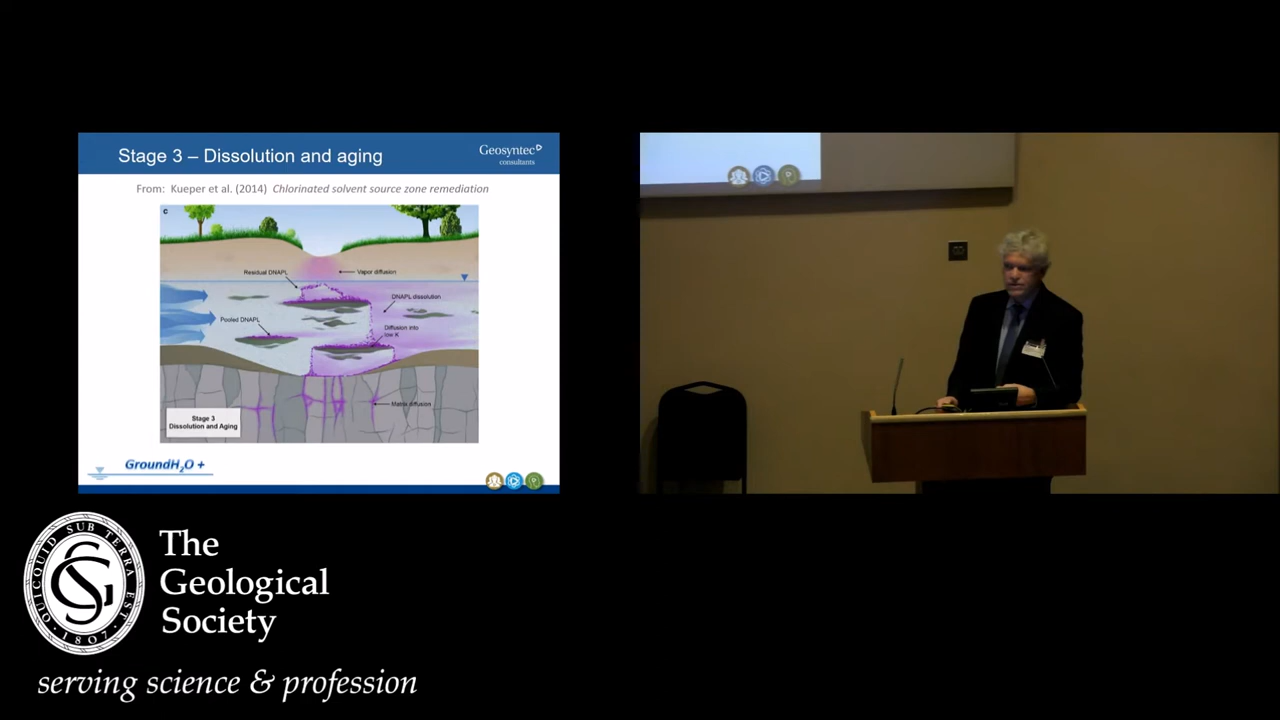 Stage 3 – Dissolution and aging
Geosyntec
consultants
From: Kueper et al. (2014) Chlorinated solvent source zone remediation
c
Residual DNAPL
Vapor diffusion
DNAPL dissolution
Pooled DNAPL
Diffusion into
low K
Matrix diffusion
Stage 3
Dissolution and Aging
GroundH₂O +
QUICQUID SUB TERRA EST
1807
GS
The
Geological
Society
serving science & profession